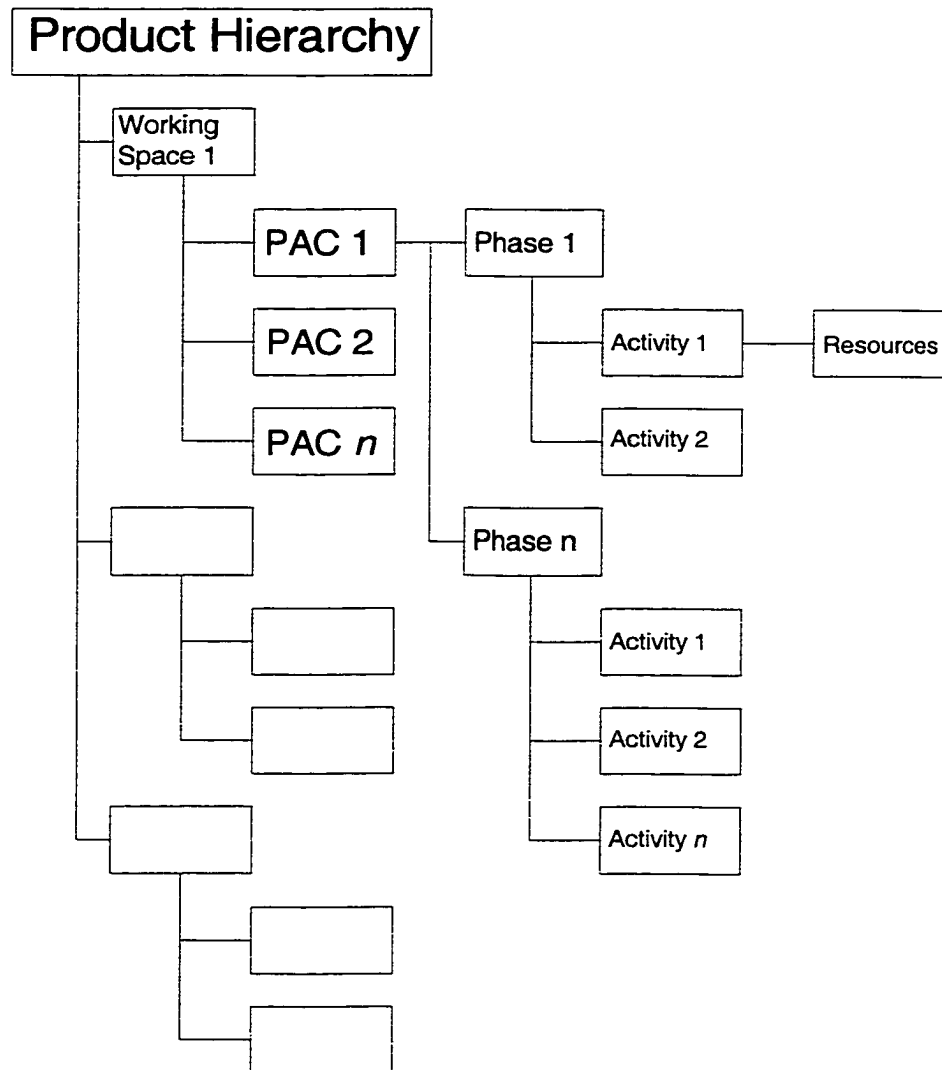 Product Hierarchy
Working
Space 1
PAC 1
Phase 1
PAC 2
Activity 1
Resources
PAC n
Activity 2
Phase n
Activity 1
Activity 2
Activity n